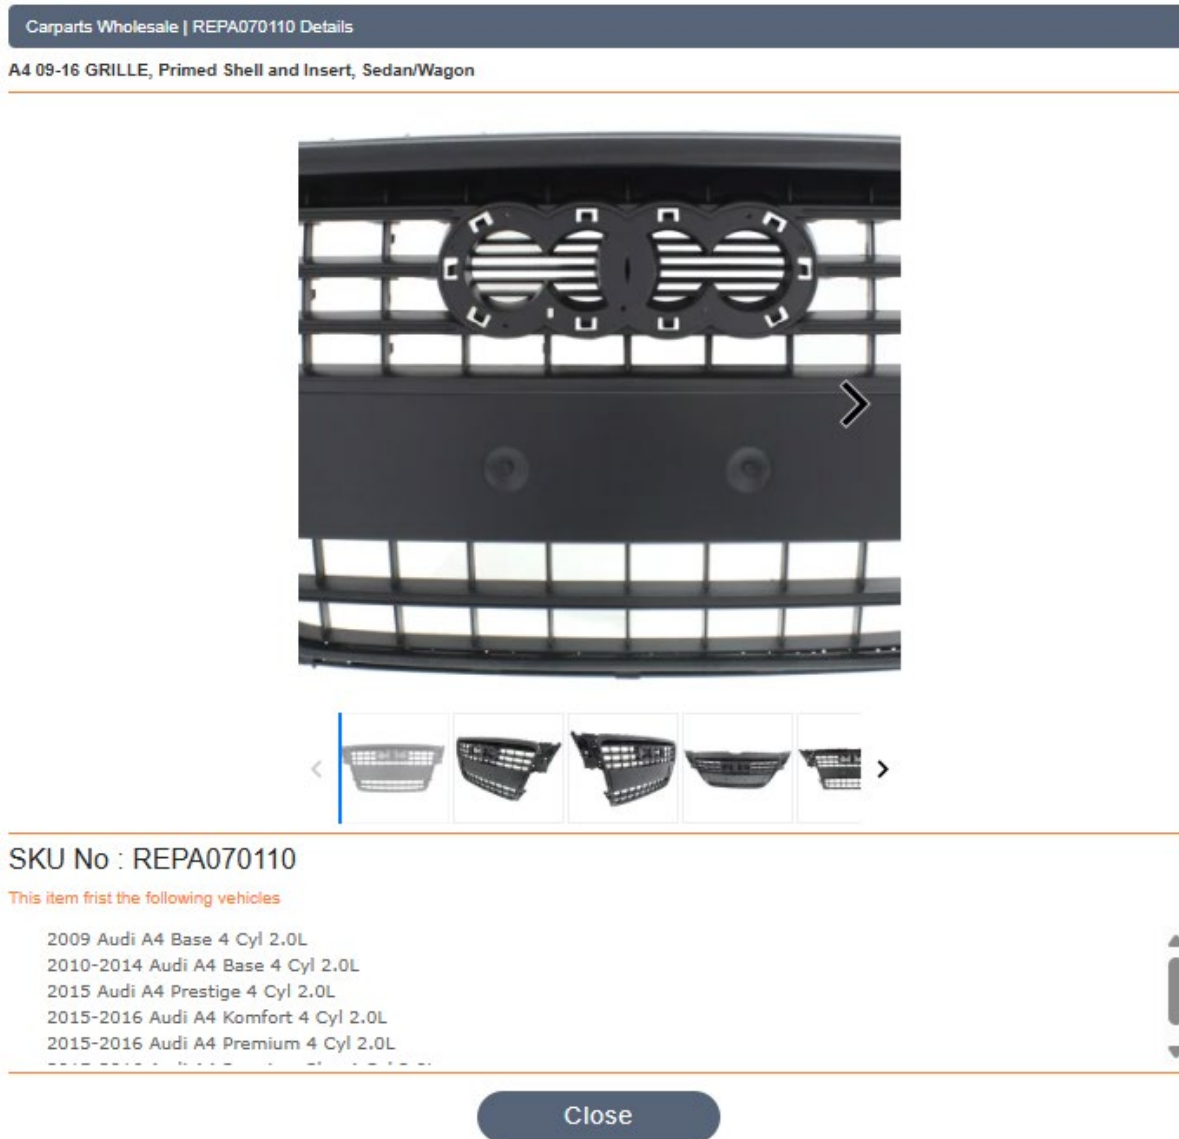 Carparts Wholesale | REPA070110 Details
A4 09-16 GRILLE, Primed Shell and Insert, Sedan/Wagon
SKU No : REPA070110
This item frist the following vehicles
2009 Audi A4 Base 4 Cyl 2.0L
2010-2014 Audi A4 Base 4 Cyl 2.0L
2015 Audi A4 Prestige 4 Cyl 2.0L
2015-2016 Audi A4 Komfort 4 Cyl 2.0L
2015-2016 Audi A4 Premium 4 Cyl 2.0L
Close